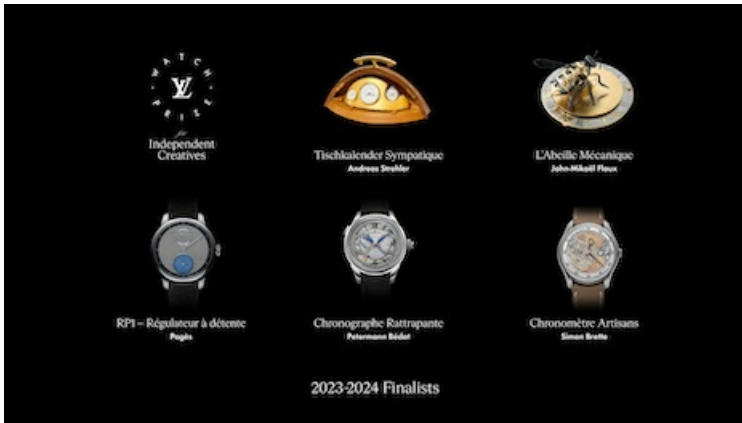 WATCH PRIZE
LV
for
Independent
Creatives
Tischkalender Sympatique
Andreas Strehler
L'Abeille Mécanique
John-Mikaël Flaux
RP1 – Régulateur à détente
Pagès
Chronographe Rattrapante
Petermann Bédat
Chronomètre Artisans
Simon Brette
2023-2024 Finalists